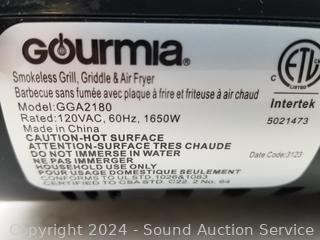 GOURMIA®
Smokeless Grill, Griddle & Air Fryer
Barbecue sans fumée avec plaque à frire et friteuse à air chaud
Model:GGA2180
Rated:120VAC, 60Hz, 1650W
Made in China
CAUTION-HOT SURFACE
ATTENTION-SURFACE TRES CHAUDE
DO NOT IMMERSE IN WATER
NE PAS IMMERGER
HOUSEHOLD USE ONLY
POUR USAGE DOMESTIQUE SEULEMENT
CONFORMS TO UL STD.1026&1083
CERTIFIED TO CSA STD. C22. 2 No. 64
C
ETL
LISTED
Intertek
5021473
Date Code:3123
Copyright 2024 - Sound Auction Service